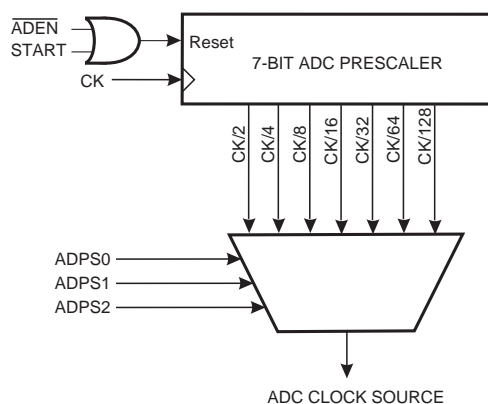 ADEN
START
Reset
7-BIT ADC PRESCALER
CK
CK/2
CK/4
CK/8
CK/16
CK/32
CK/64
CK/128
ADPS0
ADPS1
ADPS2
ADC CLOCK SOURCE